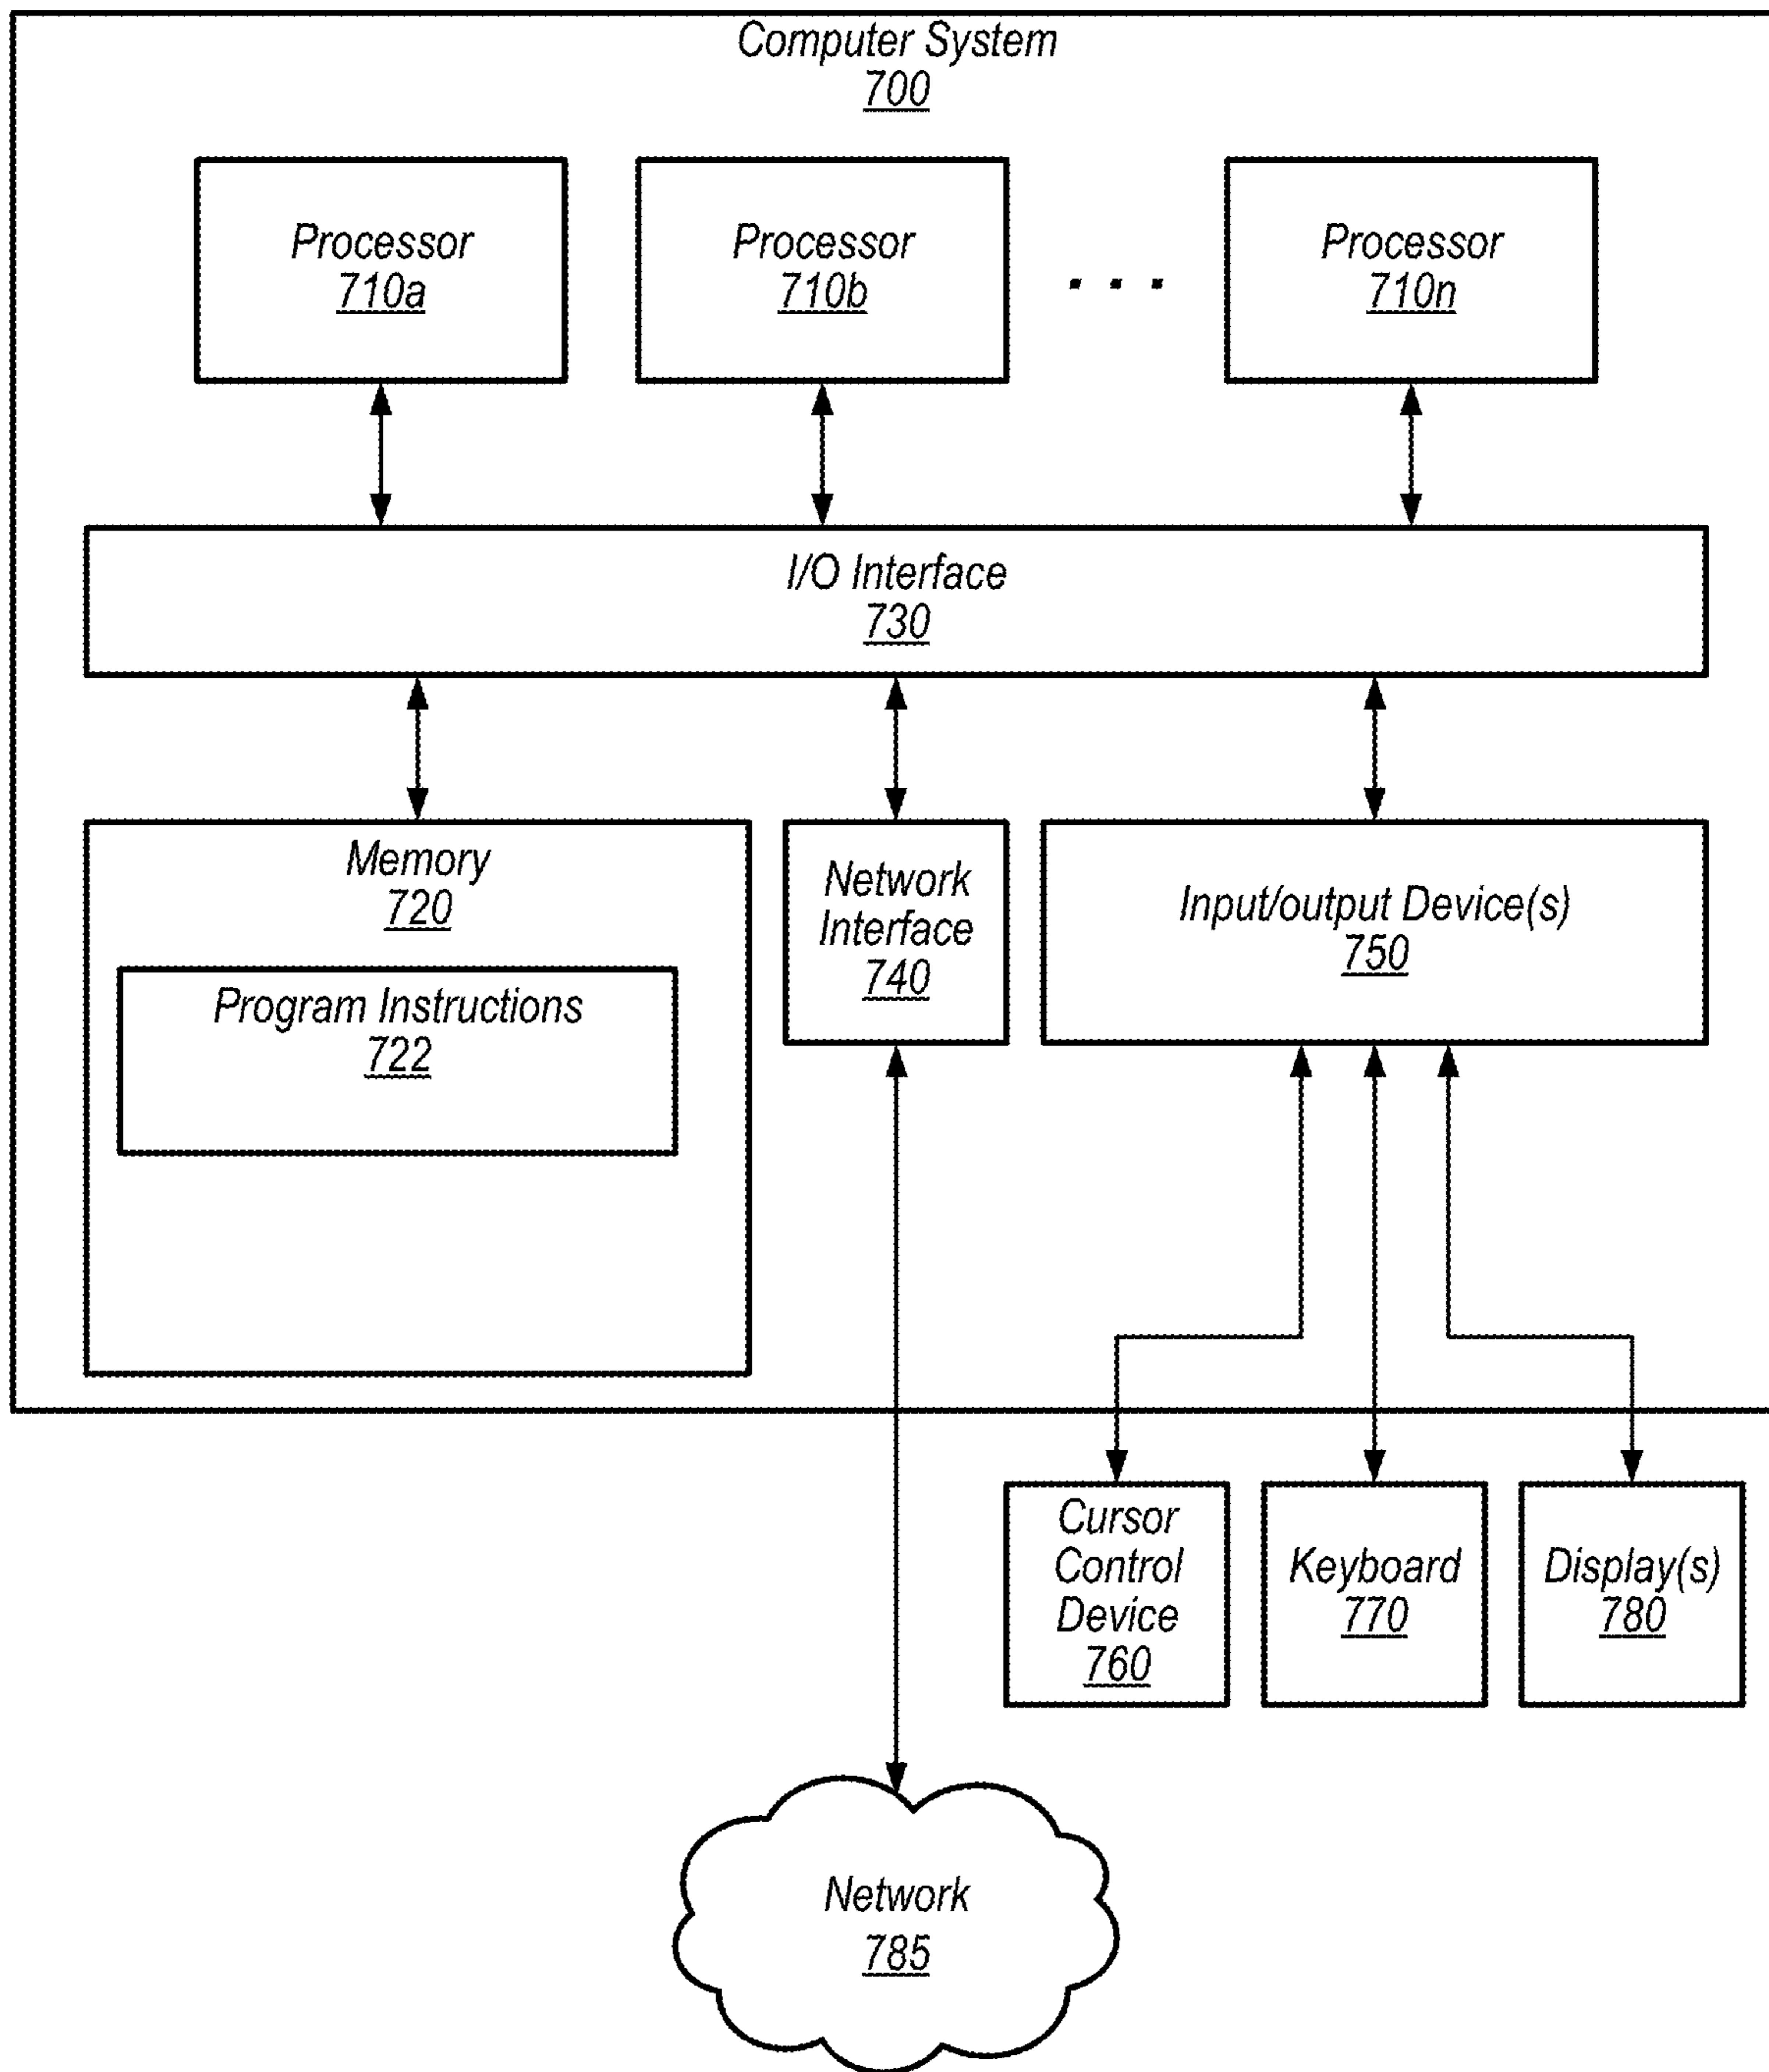 Computer System
700
Processor
710a
Processor
710b
. . .
Processor
710n
I/O Interface
730
Memory
720
Program Instructions
722
Network
Interface
740
Input/output Device(s)
750
Cursor
Control
Device
760
Keyboard
770
Display(s)
780
Network
785